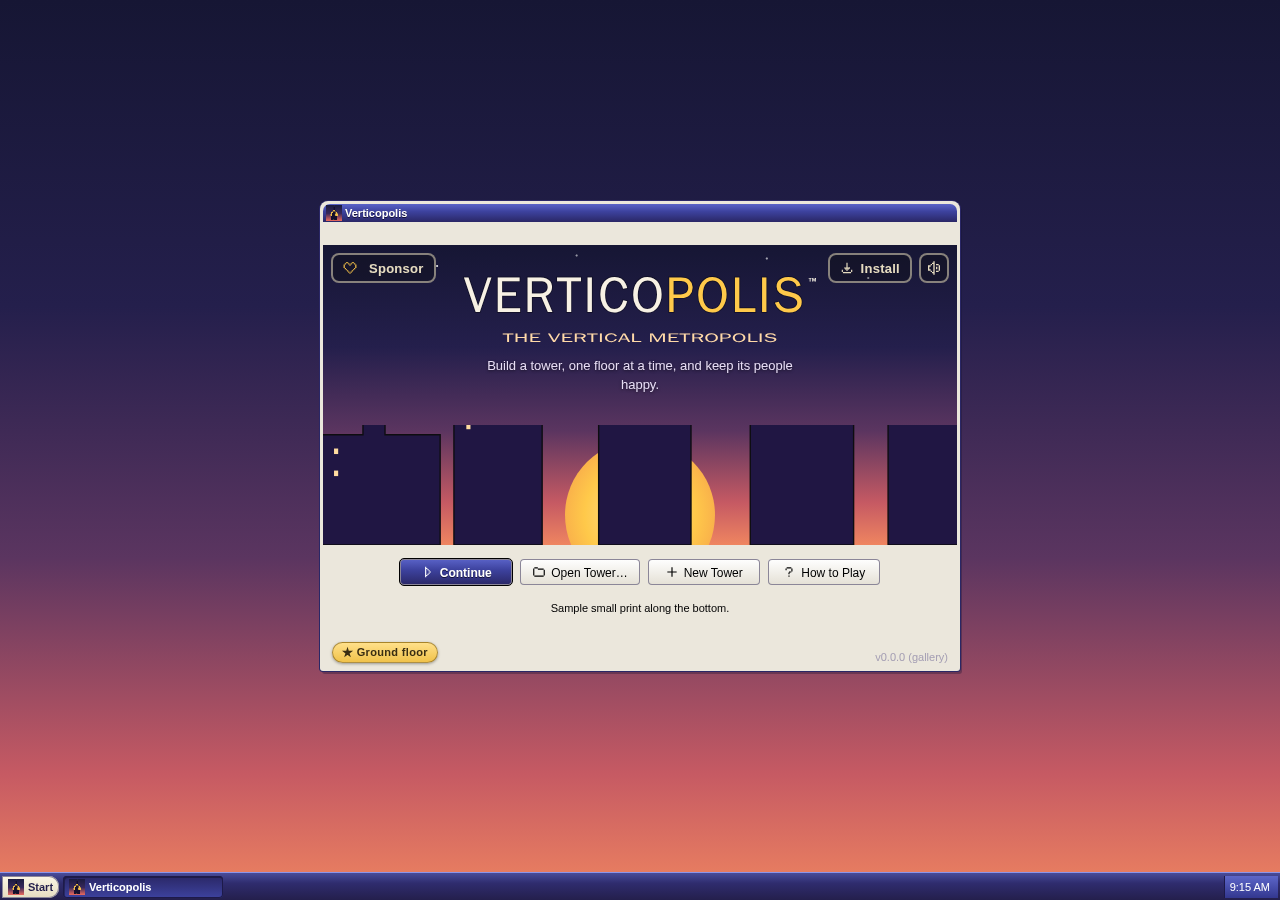 Verticopolis
Sponsor
Install
VERTICOPOLIS™
THE VERTICAL METROPOLIS
Build a tower, one floor at a time, and keep its people
happy.
Continue
Open Tower…
New Tower
? How to Play
Sample small print along the bottom.
★ Ground floor
v0.0.0 (gallery)
Start
Verticopolis
9:15 AM